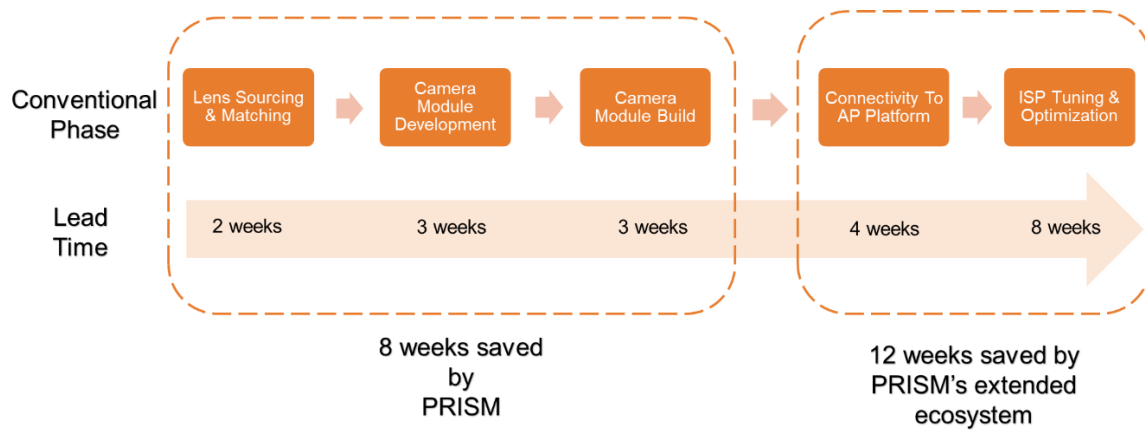 Conventional
Phase
Lens Sourcing
& Matching
Camera
Module
Development
Camera
Module Build
Connectivity To
AP Platform
ISP Tuning &
Optimization
Lead
Time
2 weeks
3 weeks
3 weeks
4 weeks
8 weeks
8 weeks saved
by
PRISM
12 weeks saved by
PRISM's extended
ecosystem